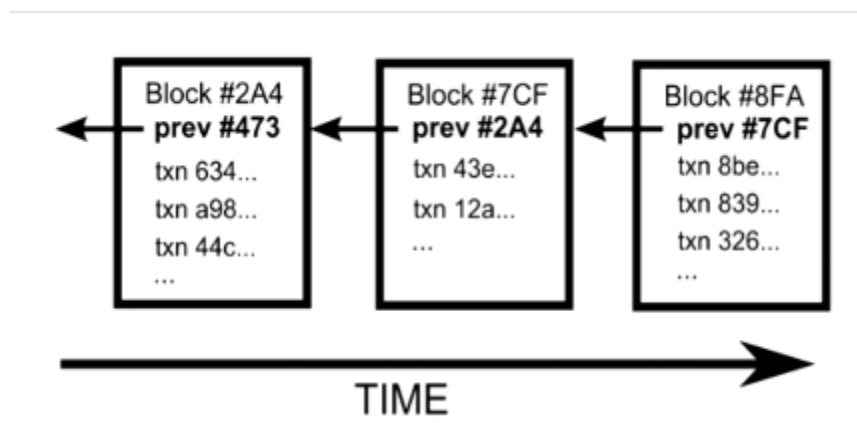 Block #2A4
prev #473
txn 634...
txn a98...
txn 44c...
...
Block #7CF
prev #2A4
txn 43e...
txn 12a...
...
Block #8FA
prev #7CF
txn 8be...
txn 839...
txn 326...
...
TIME